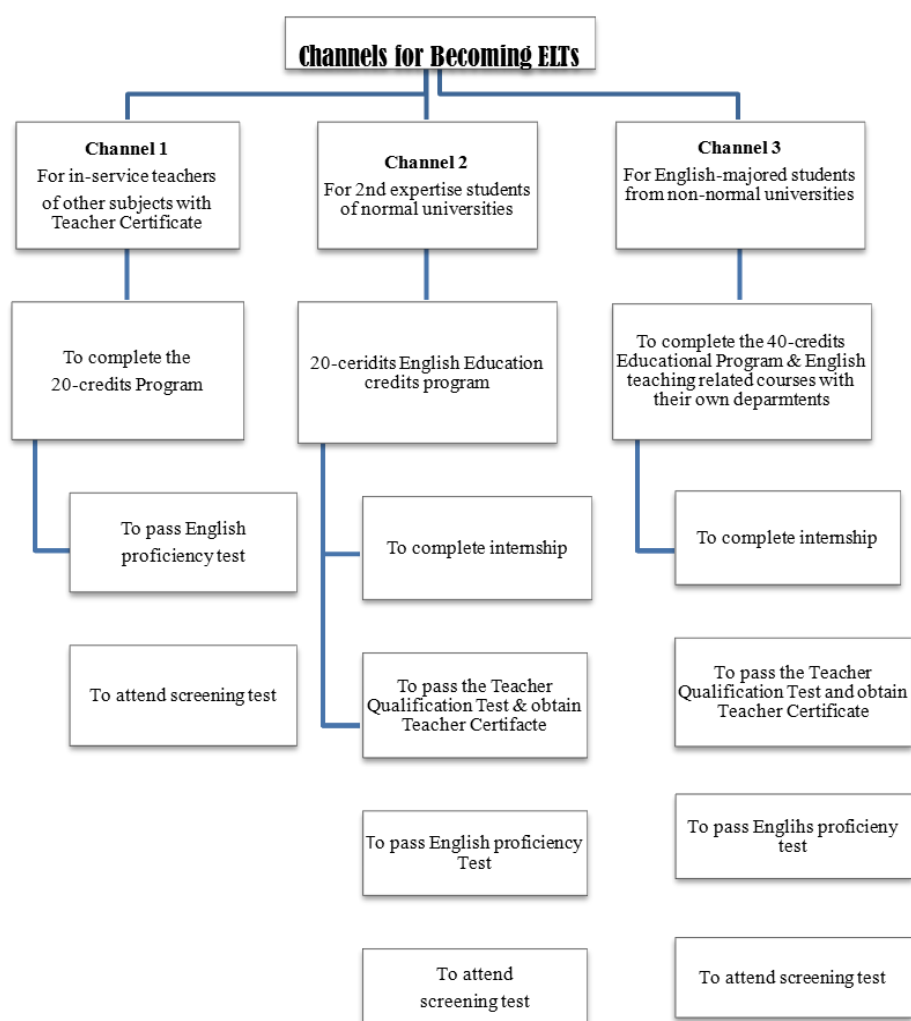 Channels for Becoming ELTs
Channel 1
For in-service teachers
of other subjects with
Teacher Certificate
To complete the
20-credits Program
To pass English
proficiency test
To attend screening test
Channel 2
For 2nd expertise students
of normal universities
20-ceridits English Education
credits program
To complete internship
To pass the Teacher
Qualification Test & obtain
Teacher Certifacte
To pass English proficiency
Test
To attend
screening test
Channel 3
For English-majored students
from non-normal universities
To complete the 40-credits
Educational Program & English
teaching related courses with
their own deparmtents
To complete internship
To pass the Teacher
Qualification Test and obtain
Teacher Certificate
To pass Englihs proficieny
test
To attend screening test